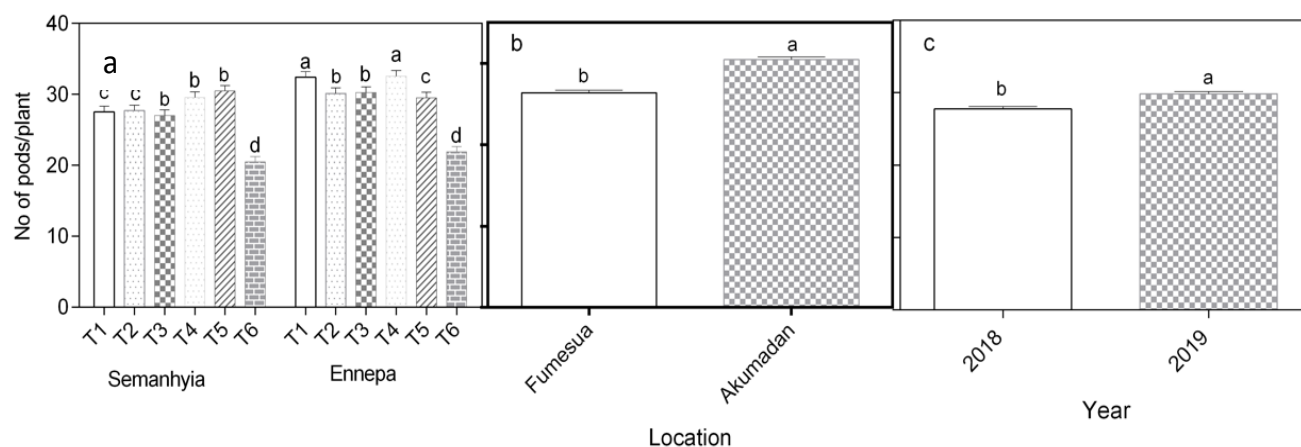 No of pods/plant
40
30
20
10
0
a
c c b b b d
a b b a c d
T1 T2 T3 T4 T5 T6
T1 T2 T3 T4 T5 T6
Semanhyia
Ennepa
b
b
a
Fumesua
Akumadan
Location
c
b
a
2018
2019
Year